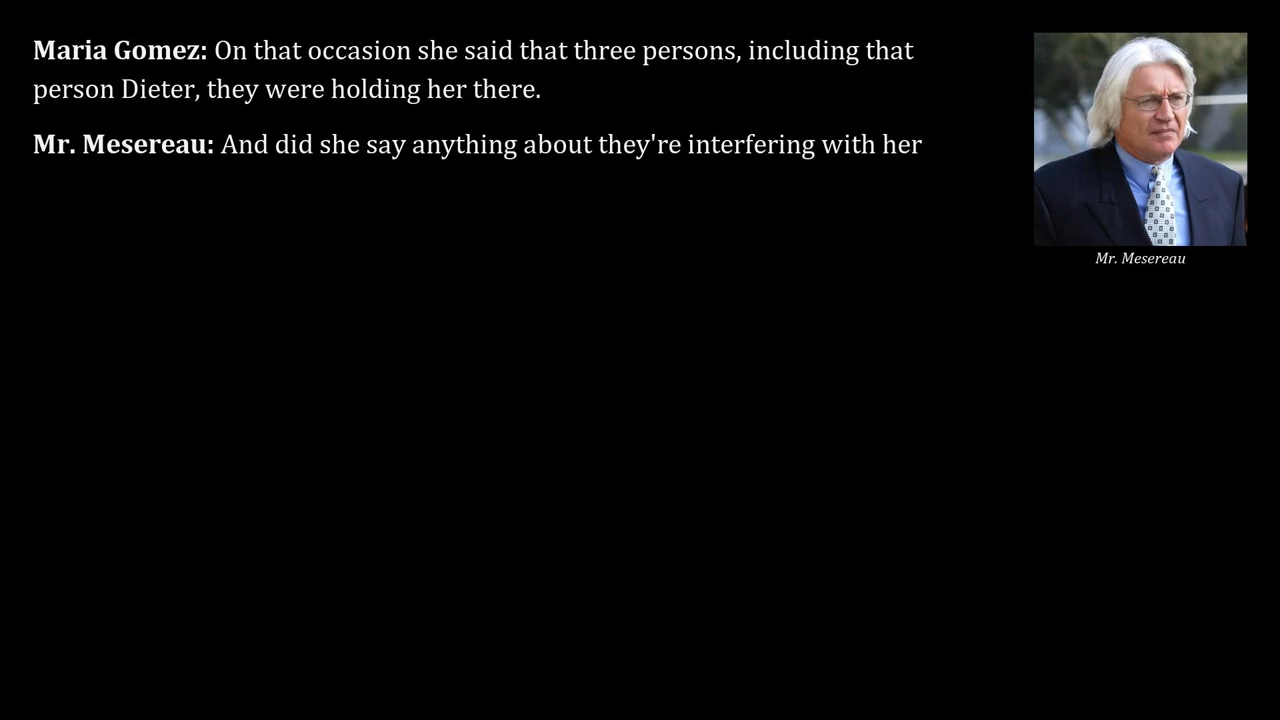 Maria Gomez: On that occasion she said that three persons, including that
person Dieter, they were holding her there.
Mr. Mesereau: And did she say anything about they're interfering with her
Mr. Mesereau